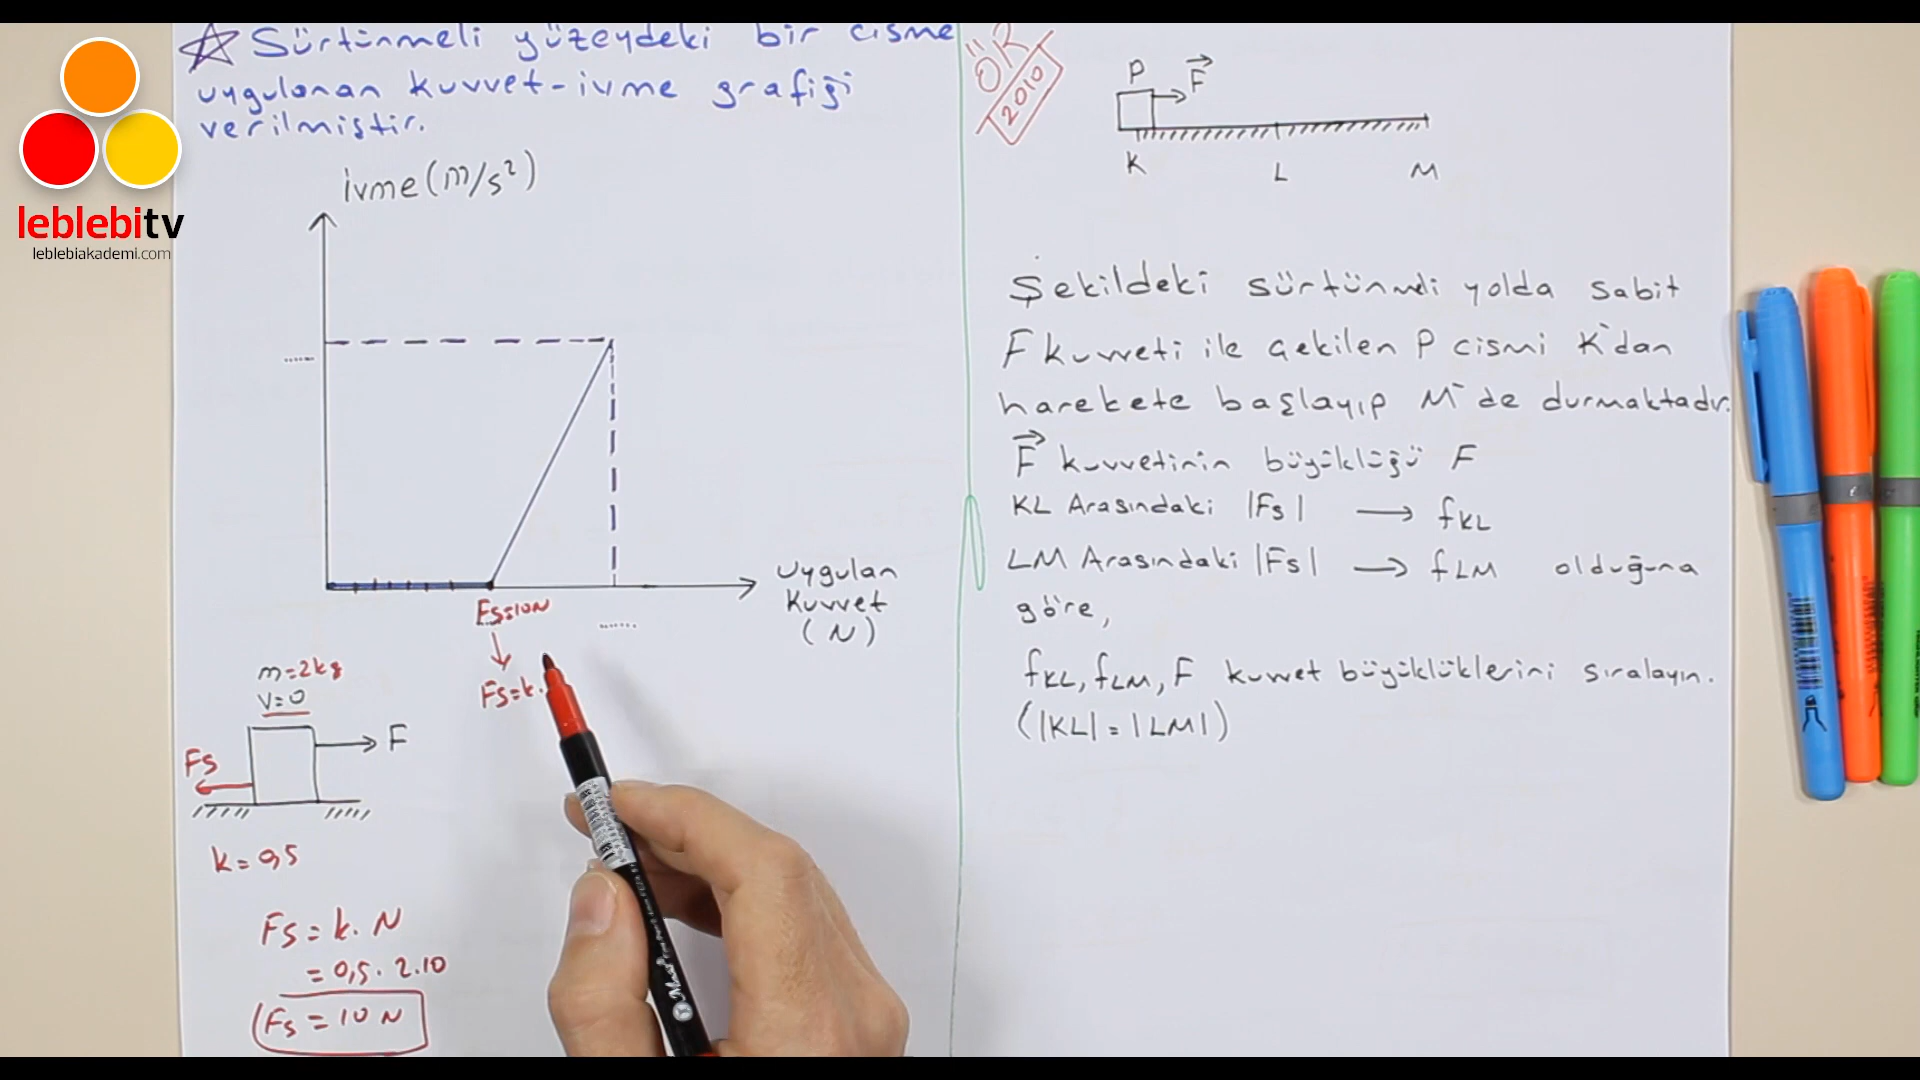 leblebitv
leblebiakademi.com
Sürtünmeli yüzeydeki bir cisme
uygulanan kuvvet-ivme grafiği
verilmiştir.
ivme (m/s²)
......
Uygulan
Kuvvet
(N)
Fs=10N
......
Fs=k.
m=2kg
V=0
F
Fs
k=0,5
Fs = k. N
= 0,5. 2.10
Fs = 10 N
ÖR
2010
P
F
K
L
M
Şekildeki sürtünmeli yolda sabit
F kuvveti ile çekilen P cismi K'dan
harekete başlayıp M'de durmaktadır.
F kuvvetinin büyüklüğü F
KL Arasındaki |Fs| → fKL
LM Arasındaki |Fs| → fLM olduğuna
göre,
fKL, fLM, F kuvvet büyüklüklerini sıralayın.
(|KL| = |LM|)